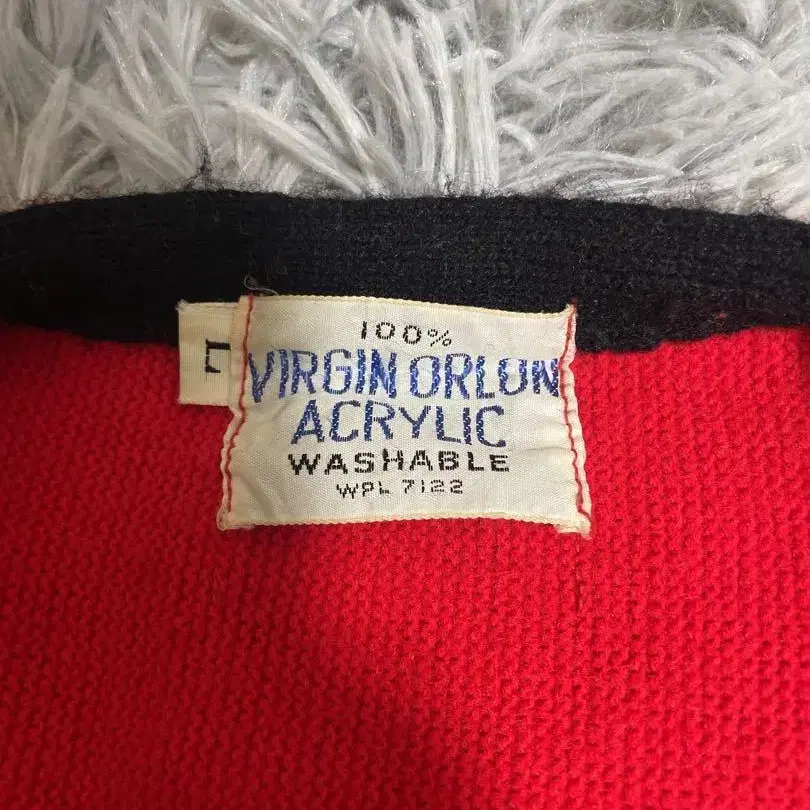 L
100%
VIRGIN ORLON
ACRYLIC
WASHABLE
WPL 7122